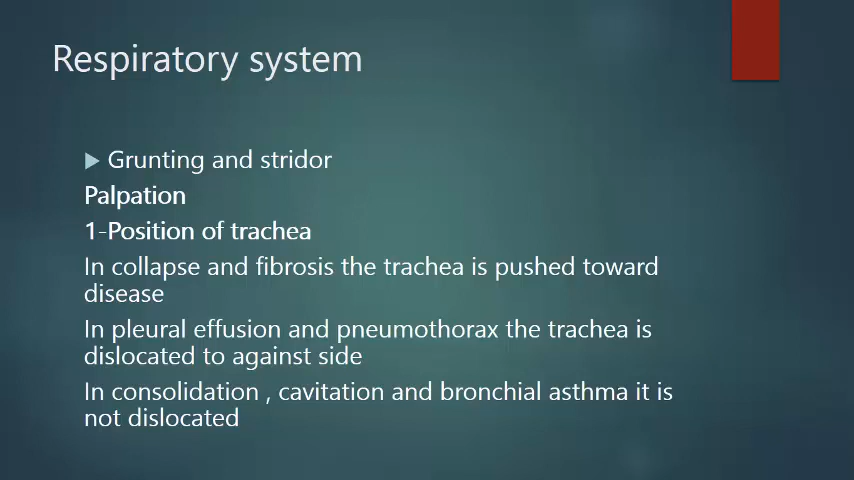 Respiratory system
Grunting and stridor
Palpation
1-Position of trachea
In collapse and fibrosis the trachea is pushed toward
disease
In pleural effusion and pneumothorax the trachea is
dislocated to against side
In consolidation , cavitation and bronchial asthma it is
not dislocated